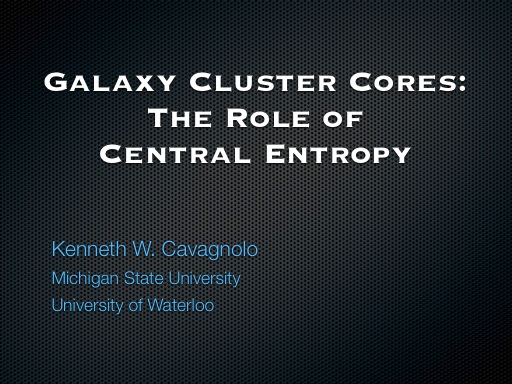 Galaxy Cluster Cores:
The Role of
Central Entropy
Kenneth W. Cavagnolo
Michigan State University
University of Waterloo